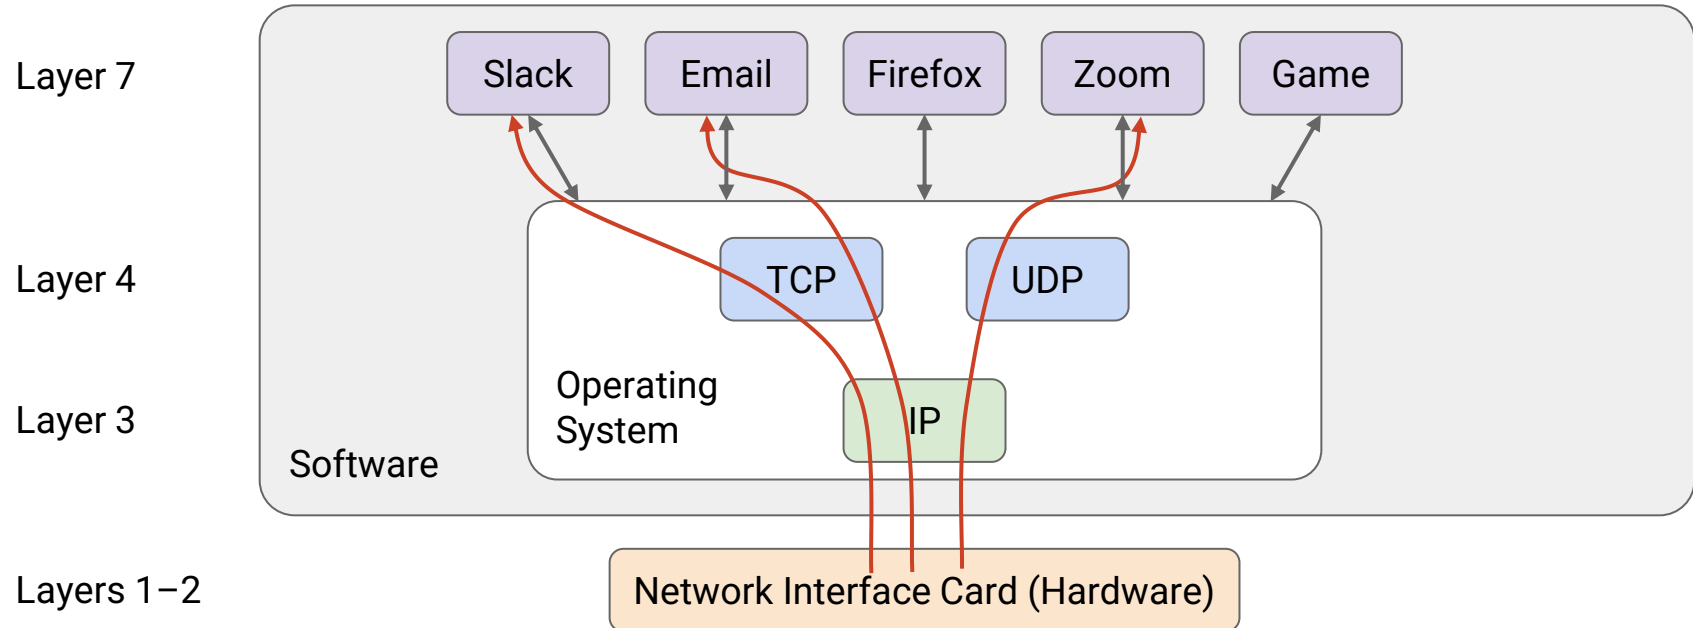 Layer 7
Slack
Email
Firefox
Zoom
Game
Layer 4
TCP
UDP
Operating
System
Layer 3
IP
Software
Layers 1–2
Network Interface Card (Hardware)